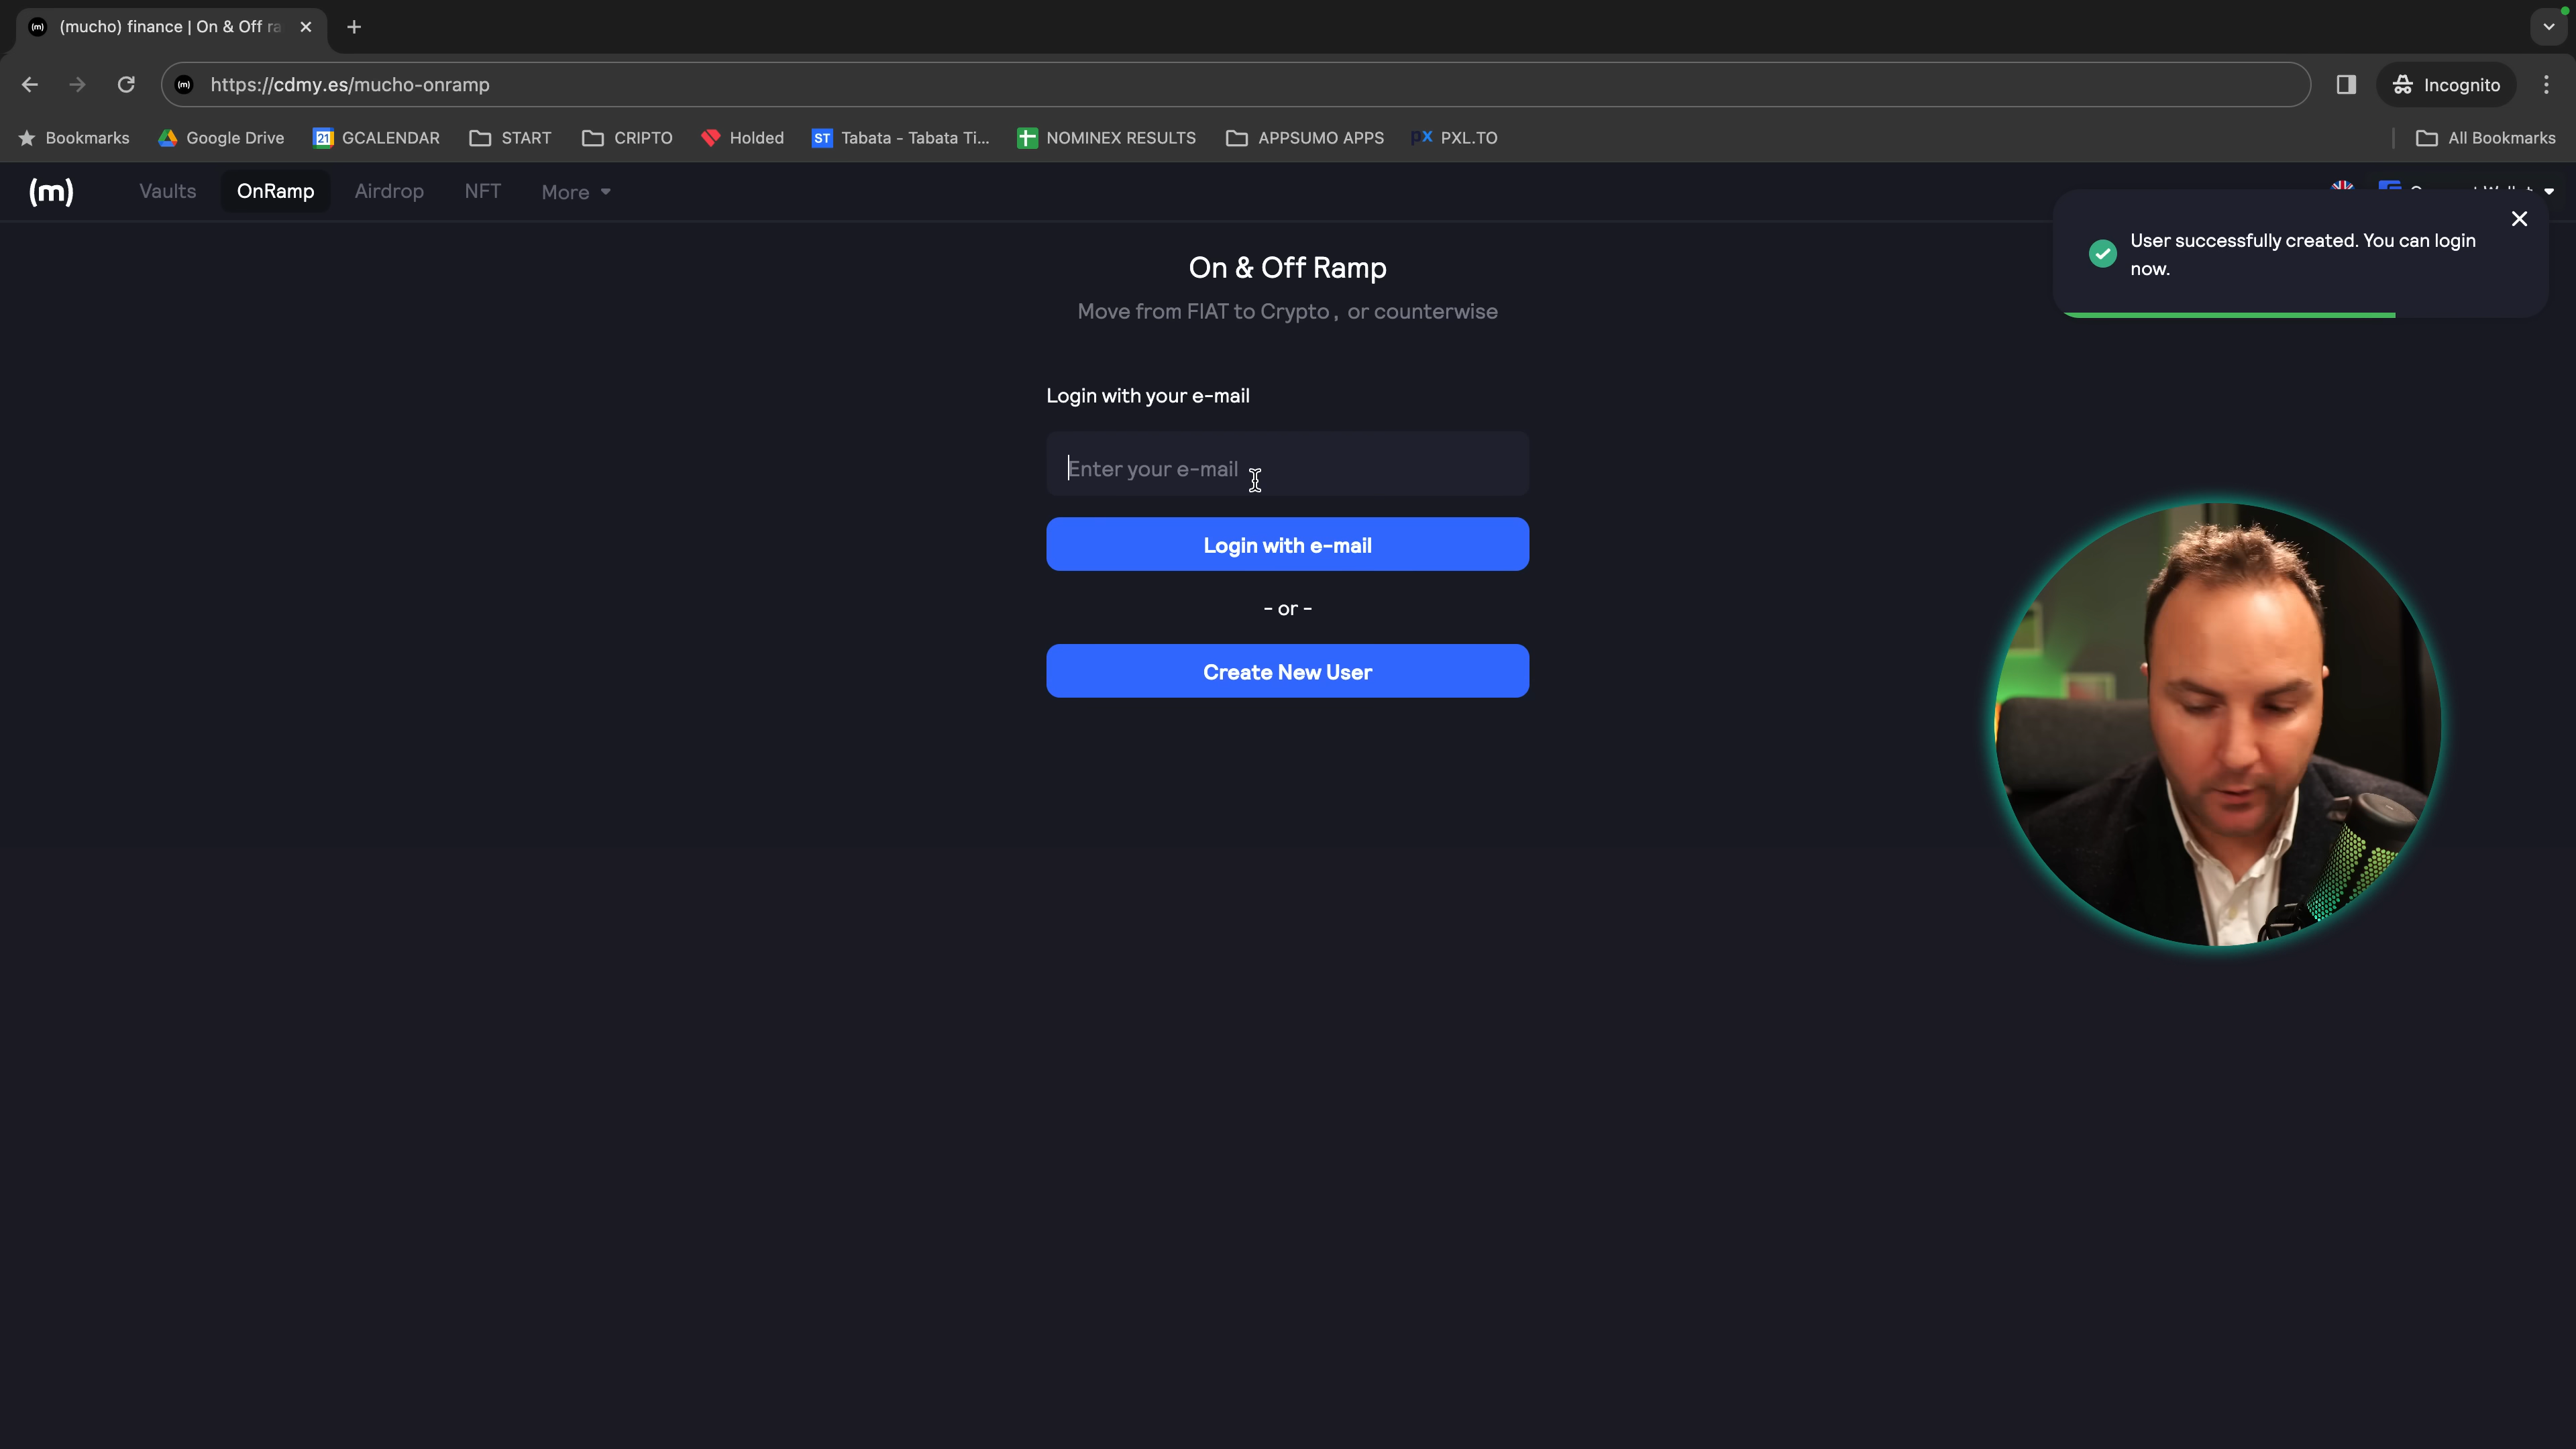 (m) (mucho) finance | On & Off ra
(m) https://cdmy.es/mucho-onramp
Incognito
Bookmarks
Google Drive
21 GCALENDAR
START
CRIPTO
Holded
ST Tabata - Tabata Ti...
NOMINEX RESULTS
APPSUMO APPS
px PXL.TO
All Bookmarks
(m)
Vaults
OnRamp
Airdrop
NFT
More
User successfully created. You can login
now.
On & Off Ramp
Move from FIAT to Crypto , or counterwise
Login with your e-mail
Enter your e-mail
Login with e-mail
- or -
Create New User